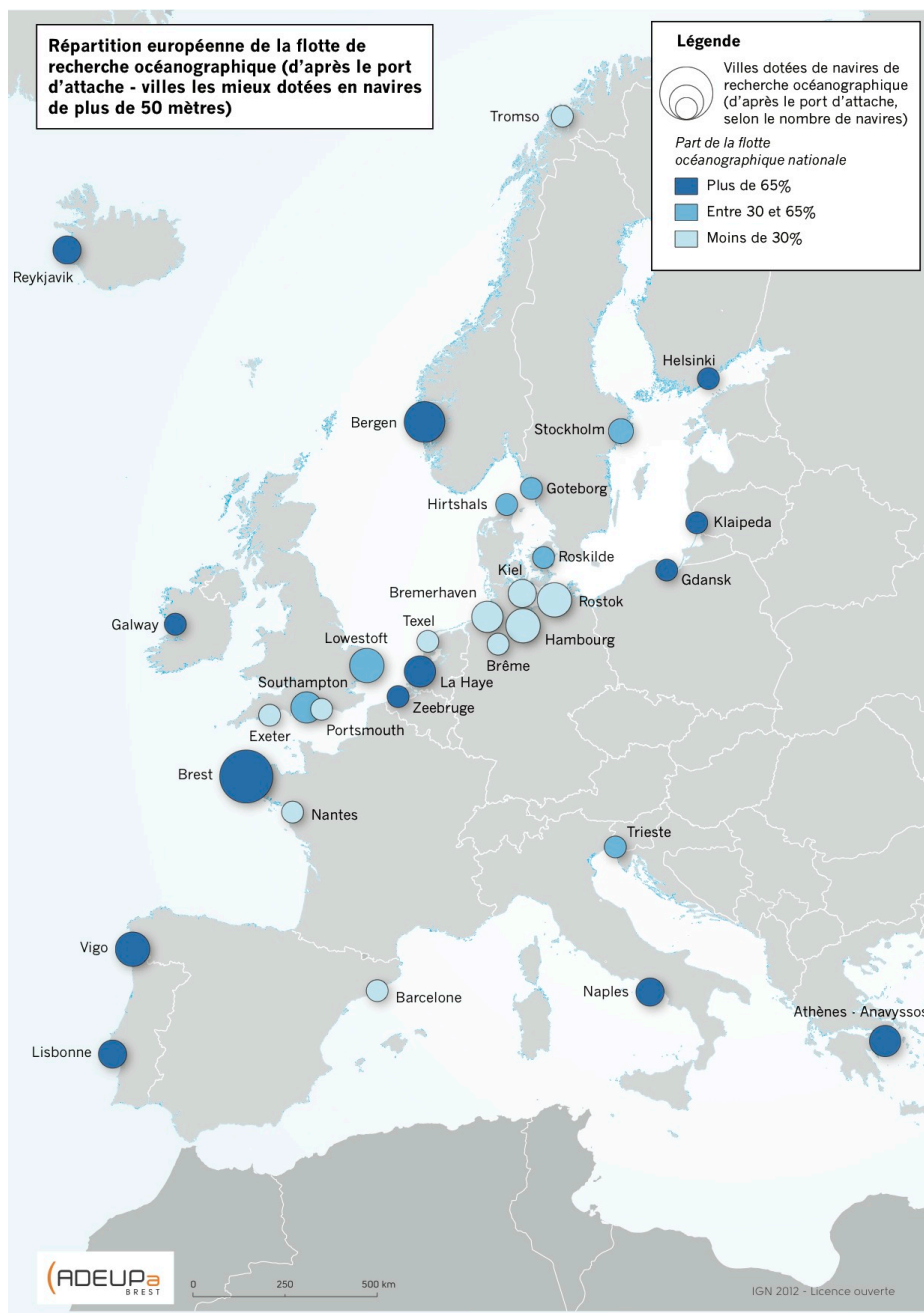 Répartition européenne de la flotte de
recherche océanographique (d'après le port
d'attache - villes les mieux dotées en navires
de plus de 50 mètres)
Légende
Villes dotées de navires de
recherche océanographique
(d'après le port d'attache,
selon le nombre de navires)
Part de la flotte
océanographique nationale
Plus de 65%
Entre 30 et 65%
Moins de 30%
Tromso
Reykjavik
Helsinki
Bergen
Stockholm
Goteborg
Hirtshals
Klaipeda
Roskilde
Kiel
Gdansk
Bremerhaven
Rostok
Texel
Galway
Hambourg
Lowestoft
Brême
Southampton
La Haye
Zeebruge
Portsmouth
Exeter
Brest
Nantes
Trieste
Vigo
Naples
Barcelone
Athènes - Anavyssos
Lisbonne
ADEUPa
BREST
0 250 500 km
IGN 2012 - Licence ouverte